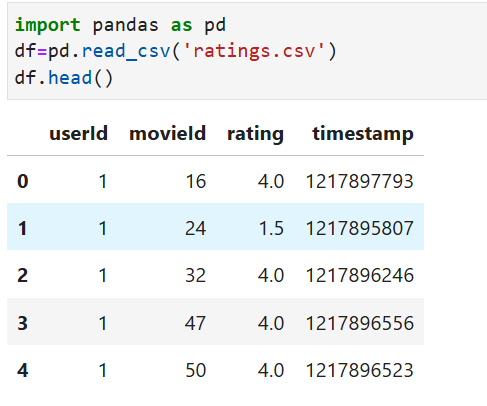 import pandas as pd
df=pd.read_csv('ratings.csv')
df.head()
userId movieId rating timestamp
0 1 16 4.0 1217897793
1 1 24 1.5 1217895807
2 1 32 4.0 1217896246
3 1 47 4.0 1217896556
4 1 50 4.0 1217896523